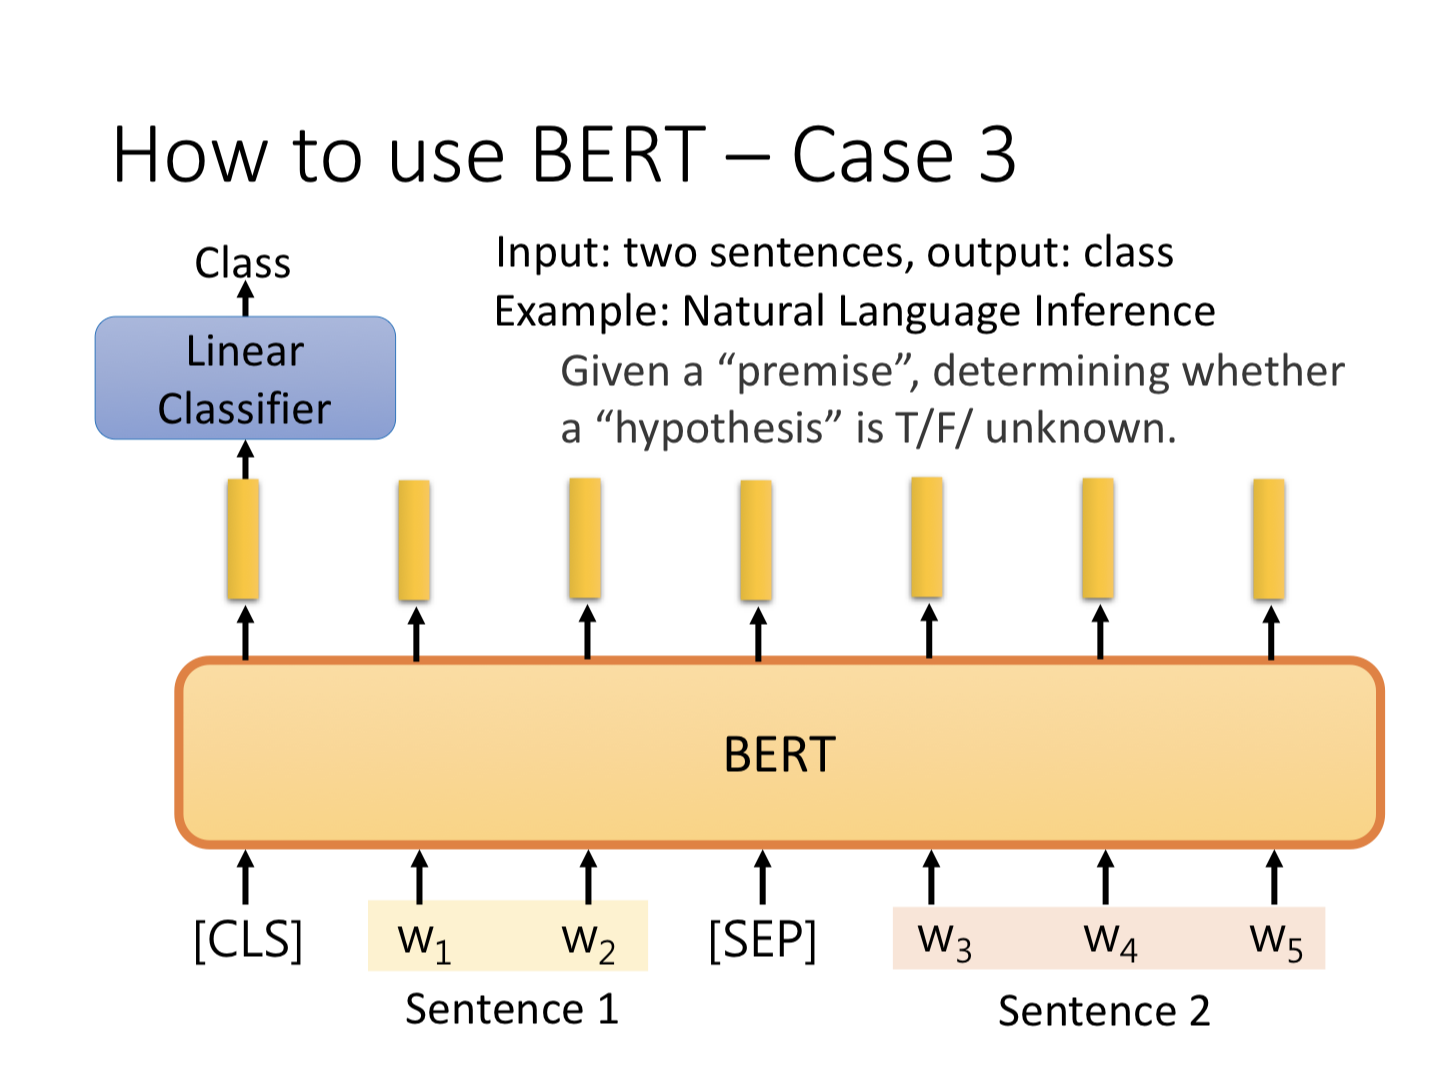 How to use BERT – Case 3
Class
Input: two sentences, output: class
Example: Natural Language Inference
Linear
Classifier
Given a “premise”, determining whether
a “hypothesis” is T/F/ unknown.
BERT
[CLS] w₁ w₂ [SEP] w₃ w₄ w₅
Sentence 1
Sentence 2